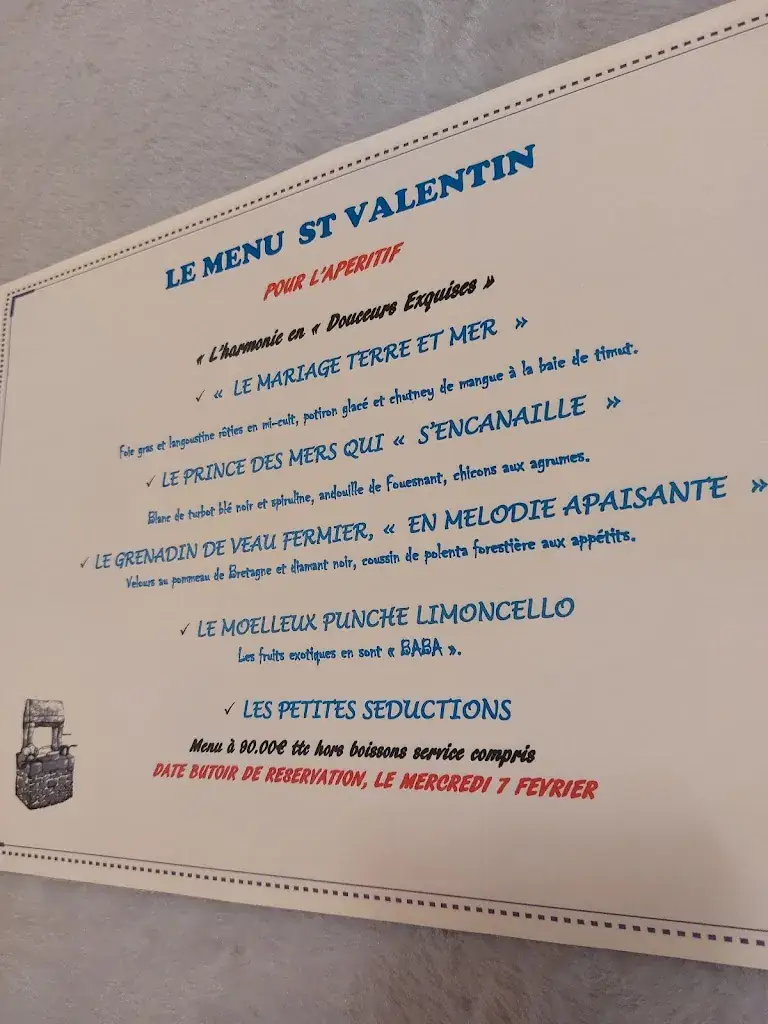 LE MENU ST VALENTIN
POUR L'APERITIF
« L'harmonie en « Douceurs Exquises »
✓ « LE MARIAGE TERRE ET MER »
Foie gras et langoustine rôties en mi-cuit, potiron glacé et chutney de mangue à la baie de timut.
✓ LE PRINCE DES MERS QUI « S'ENCANAILLE »
Blanc de turbot blé noir et spiruline, andouille de Fouesnant, chicons aux agrumes.
✓ LE GRENADIN DE VEAU FERMIER, « EN MELODIE APAISANTE »
Velours au pommeau de Bretagne et diamant noir, coussin de polenta forestière aux appétits.
✓ LE MOELLEUX PUNCHE LIMONCELLO
Les fruits exotiques en sont « BABA ».
✓ LES PETITES SEDUCTIONS
Menu à 90.00€ ttc hors boissons service compris
DATE BUTOIR DE RESERVATION, LE MERCREDI 7 FEVRIER